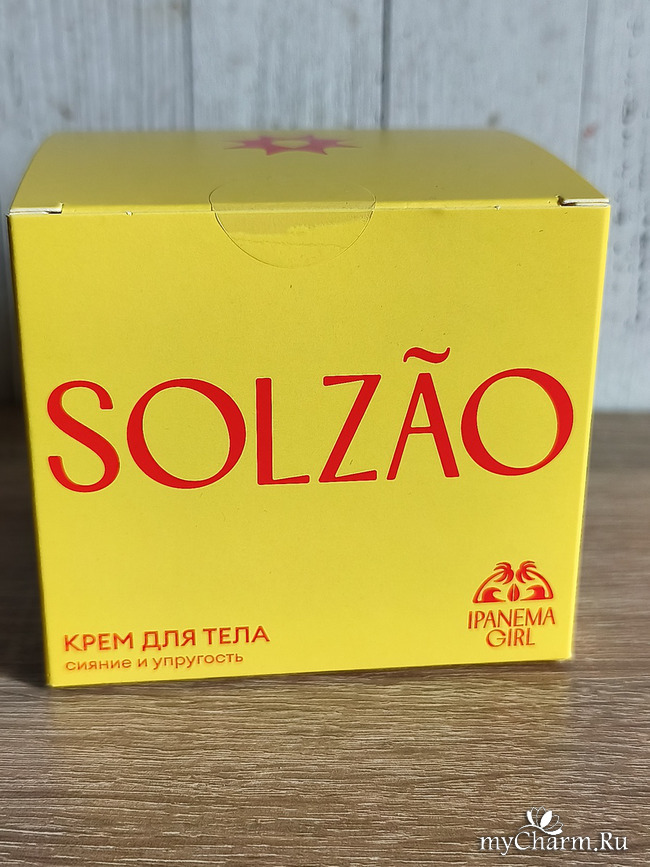 SOLZÃO
КРЕМ ДЛЯ ТЕЛА
сияние и упругость
IPANEMA
GIRL
myCharm.Ru